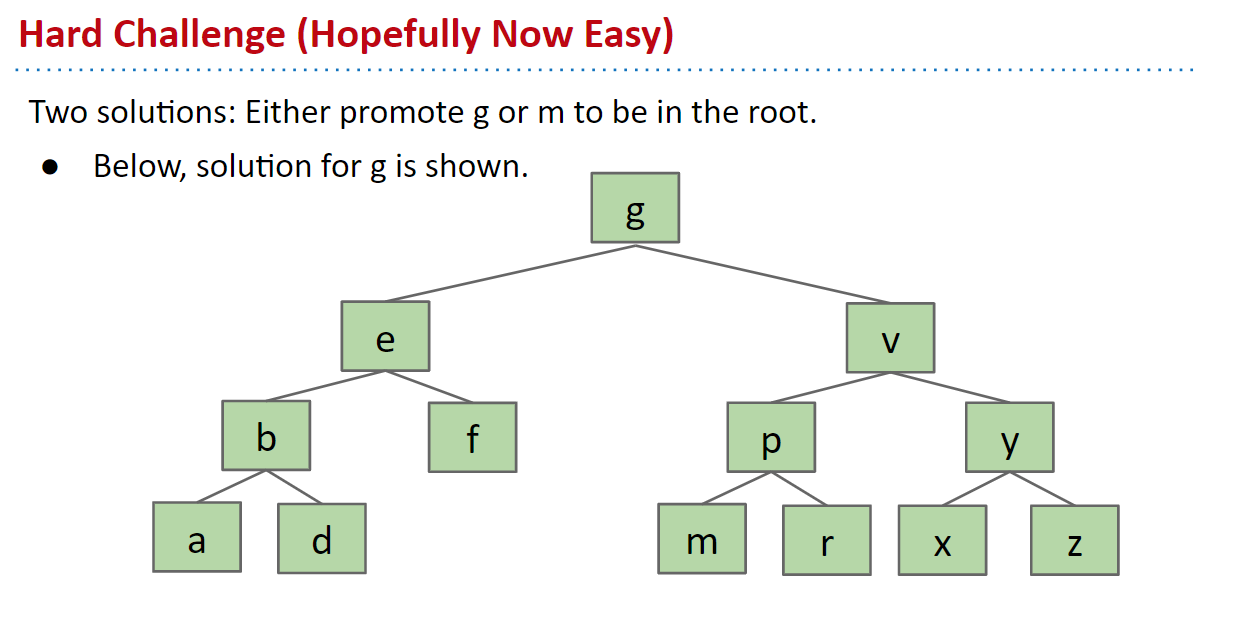 Hard Challenge (Hopefully Now Easy)
Two solutions: Either promote g or m to be in the root.
● Below, solution for g is shown.
g
e v
b f p y
a d m r x z